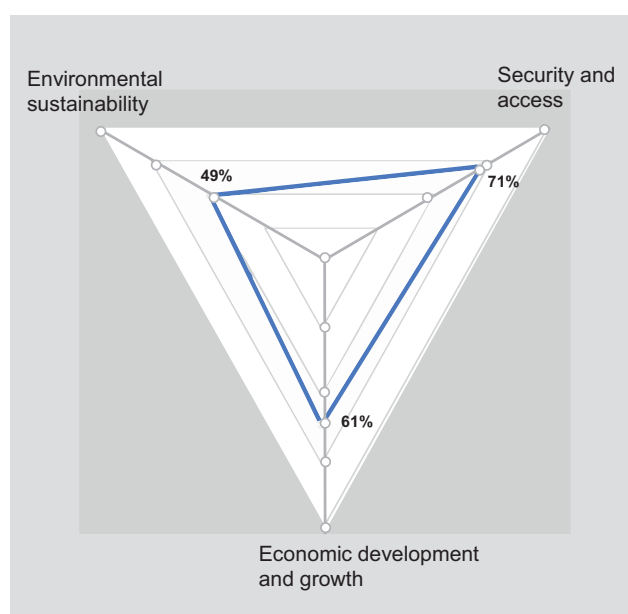 Environmental
sustainability
Security and
access
49%
71%
61%
Economic development
and growth